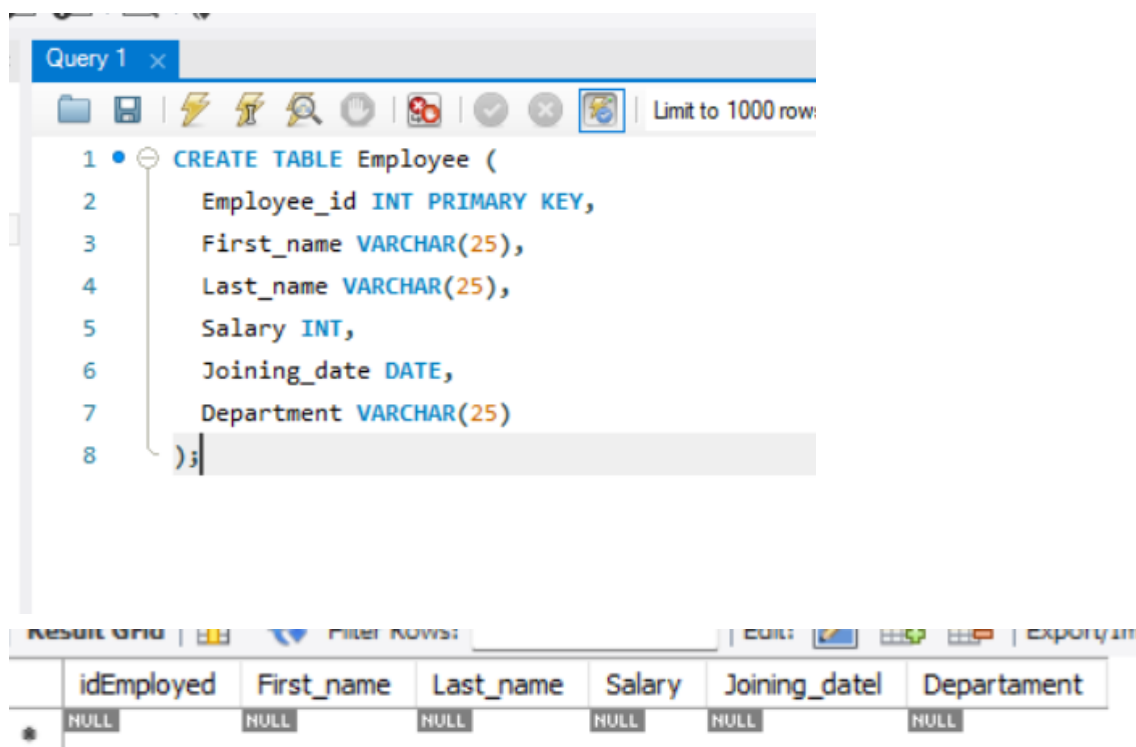 Query 1
Limit to 1000 rows
1 CREATE TABLE Employee (
2 Employee_id INT PRIMARY KEY,
3 First_name VARCHAR(25),
4 Last_name VARCHAR(25),
5 Salary INT,
6 Joining_date DATE,
7 Department VARCHAR(25)
8 );
Result Grid Filter Rows: Edit: Export/Im
idEmployed First_name Last_name Salary Joining_datel Departament
NULL NULL NULL NULL NULL NULL